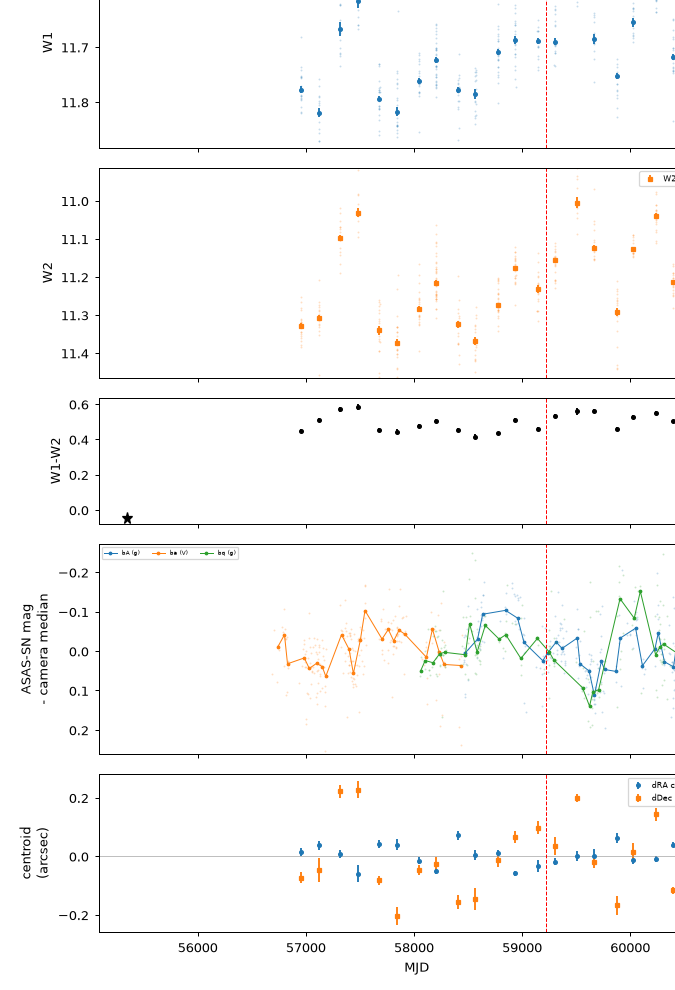 W1
11.7
11.8
W2
11.0
11.1
11.2
11.3
11.4
W2
W1-W2
0.6
0.4
0.2
0.0
ASAS-SN mag
- camera median
−0.2
−0.1
0.0
0.1
0.2
bA (g)
be (V)
bq (g)
centroid
(arcsec)
0.2
0.0
−0.2
dRA c
dDec
56000
57000
58000
59000
60000
MJD